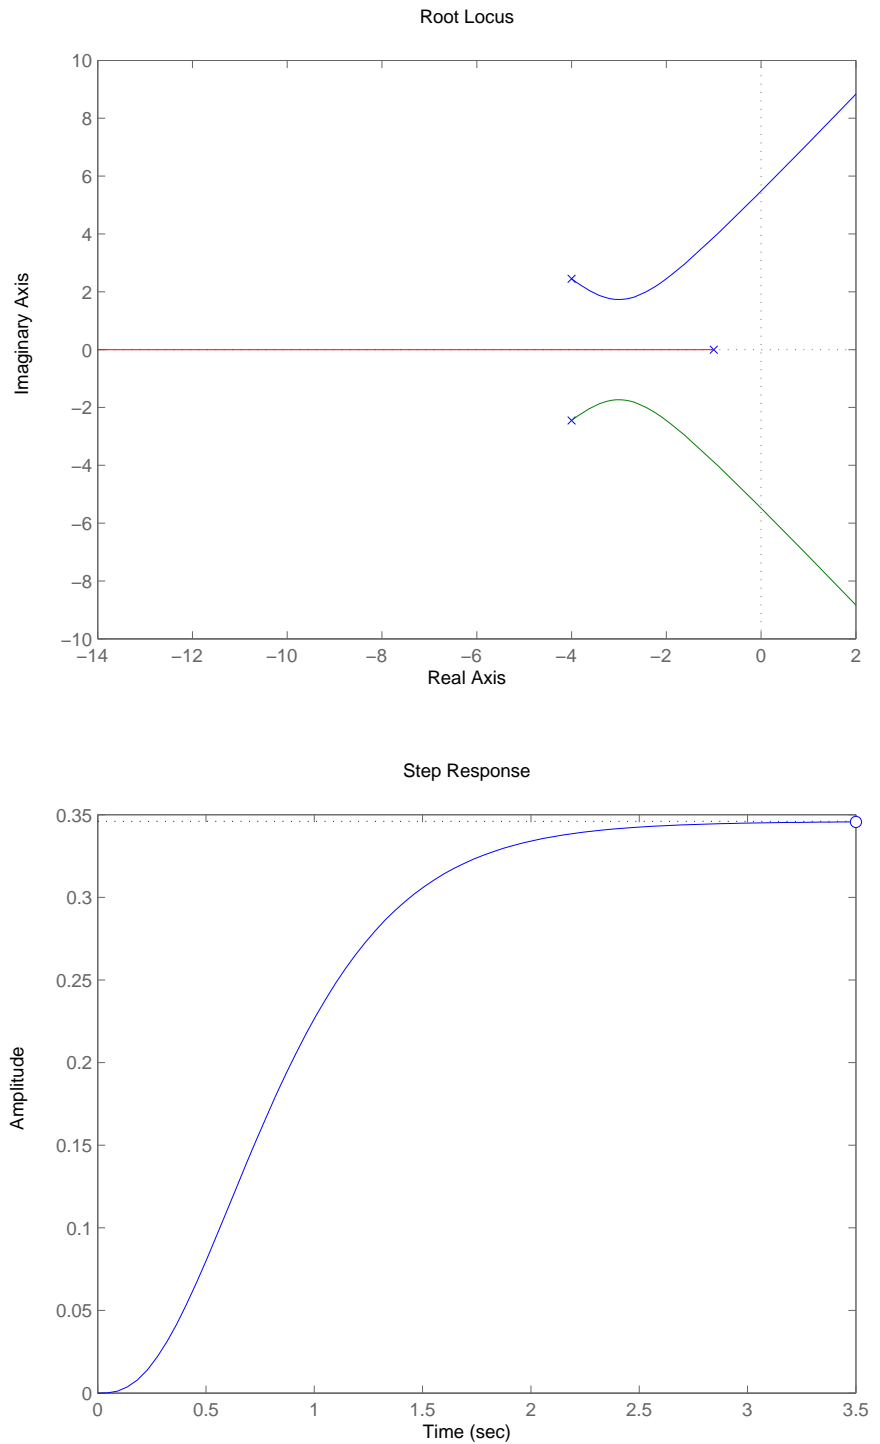 Root Locus
10
8
6
4
2
0
−2
−4
−6
−8
−10
Imaginary Axis
−14 −12 −10 −8 −6 −4 −2 0 2
Real Axis
Step Response
0.35
0.3
0.25
0.2
0.15
0.1
0.05
0
Amplitude
0 0.5 1 1.5 2 2.5 3 3.5
Time (sec)